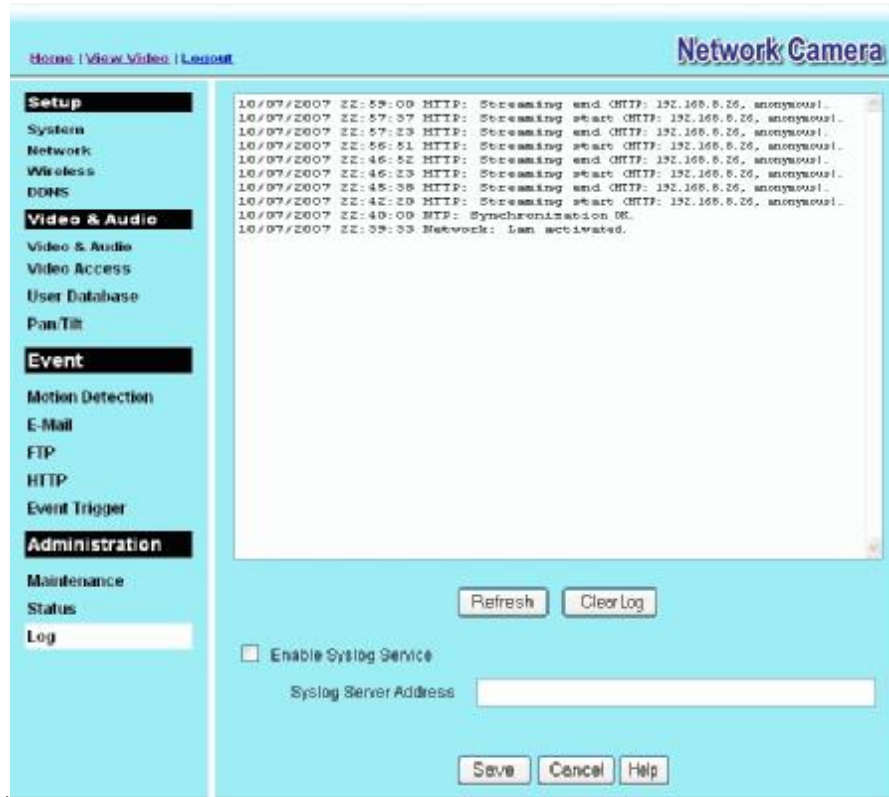 Home | View Video | Logout
Network Camera
Setup
System
Network
Wireless
DDNS
Video & Audio
Video & Audio
Video Access
User Database
Pan/Tilt
Event
Motion Detection
E-Mail
FTP
HTTP
Event Trigger
Administration
Maintenance
Status
Log
10/07/2007 22:59:00 HTTP: Streaming end (HTTP: 192.168.8.26, anonymous).
10/07/2007 22:57:37 HTTP: Streaming start (HTTP: 192.168.8.26, anonymous).
10/07/2007 22:57:23 HTTP: Streaming end (HTTP: 192.168.8.26, anonymous).
10/07/2007 22:56:51 HTTP: Streaming start (HTTP: 192.168.8.26, anonymous).
10/07/2007 22:46:52 HTTP: Streaming end (HTTP: 192.168.8.26, anonymous).
10/07/2007 22:46:23 HTTP: Streaming start (HTTP: 192.168.8.26, anonymous).
10/07/2007 22:45:38 HTTP: Streaming end (HTTP: 192.168.8.26, anonymous).
10/07/2007 22:42:20 HTTP: Streaming start (HTTP: 192.168.8.26, anonymous).
10/07/2007 22:40:00 NTP: Synchronization OK.
10/07/2007 22:39:33 Network: Lan activated.
Refresh Clear Log
Enable Syslog Service
Syslog Server Address
Save Cancel Help